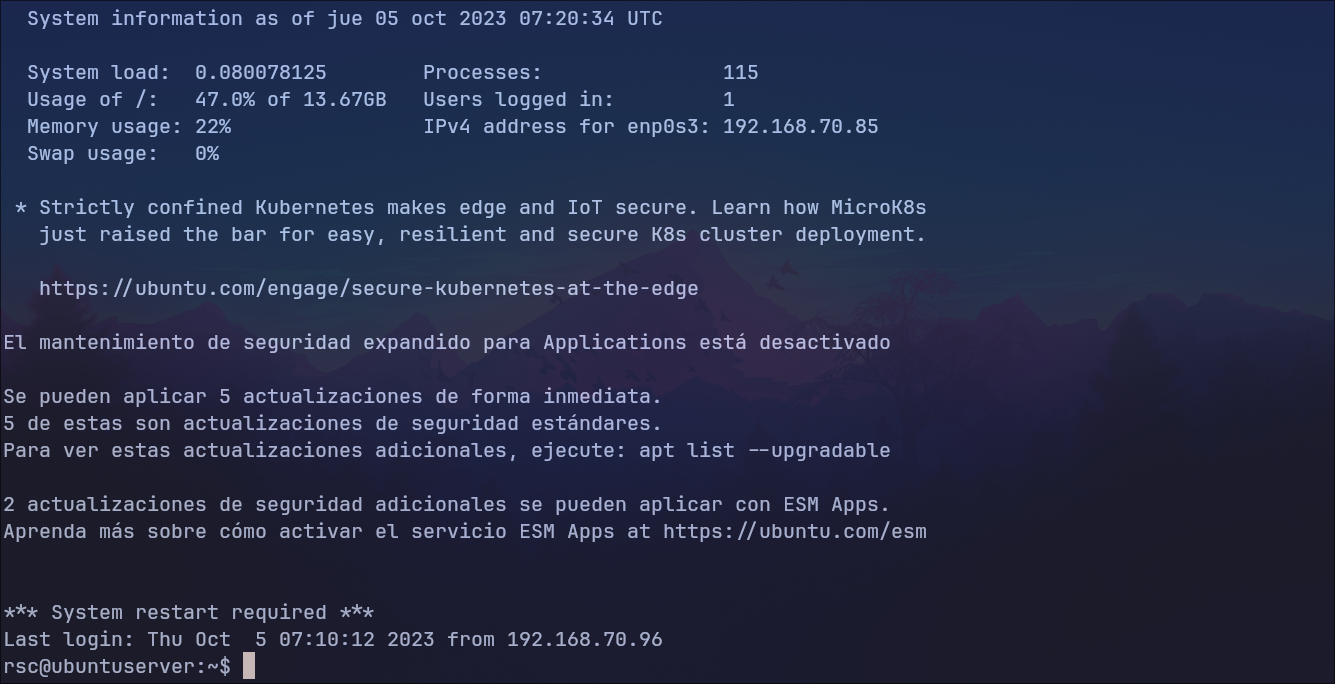 System information as of jue 05 oct 2023 07:20:34 UTC
System load: 0.080078125 Processes: 115
Usage of /: 47.0% of 13.67GB Users logged in: 1
Memory usage: 22% IPv4 address for enp0s3: 192.168.70.85
Swap usage: 0%
* Strictly confined Kubernetes makes edge and IoT secure. Learn how MicroK8s
just raised the bar for easy, resilient and secure K8s cluster deployment.
https://ubuntu.com/engage/secure-kubernetes-at-the-edge
El mantenimiento de seguridad expandido para Applications está desactivado
Se pueden aplicar 5 actualizaciones de forma inmediata.
5 de estas son actualizaciones de seguridad estándares.
Para ver estas actualizaciones adicionales, ejecute: apt list --upgradable
2 actualizaciones de seguridad adicionales se pueden aplicar con ESM Apps.
Aprenda más sobre cómo activar el servicio ESM Apps at https://ubuntu.com/esm
*** System restart required ***
Last login: Thu Oct  5 07:10:12 2023 from 192.168.70.96
rsc@ubuntuserver:~$